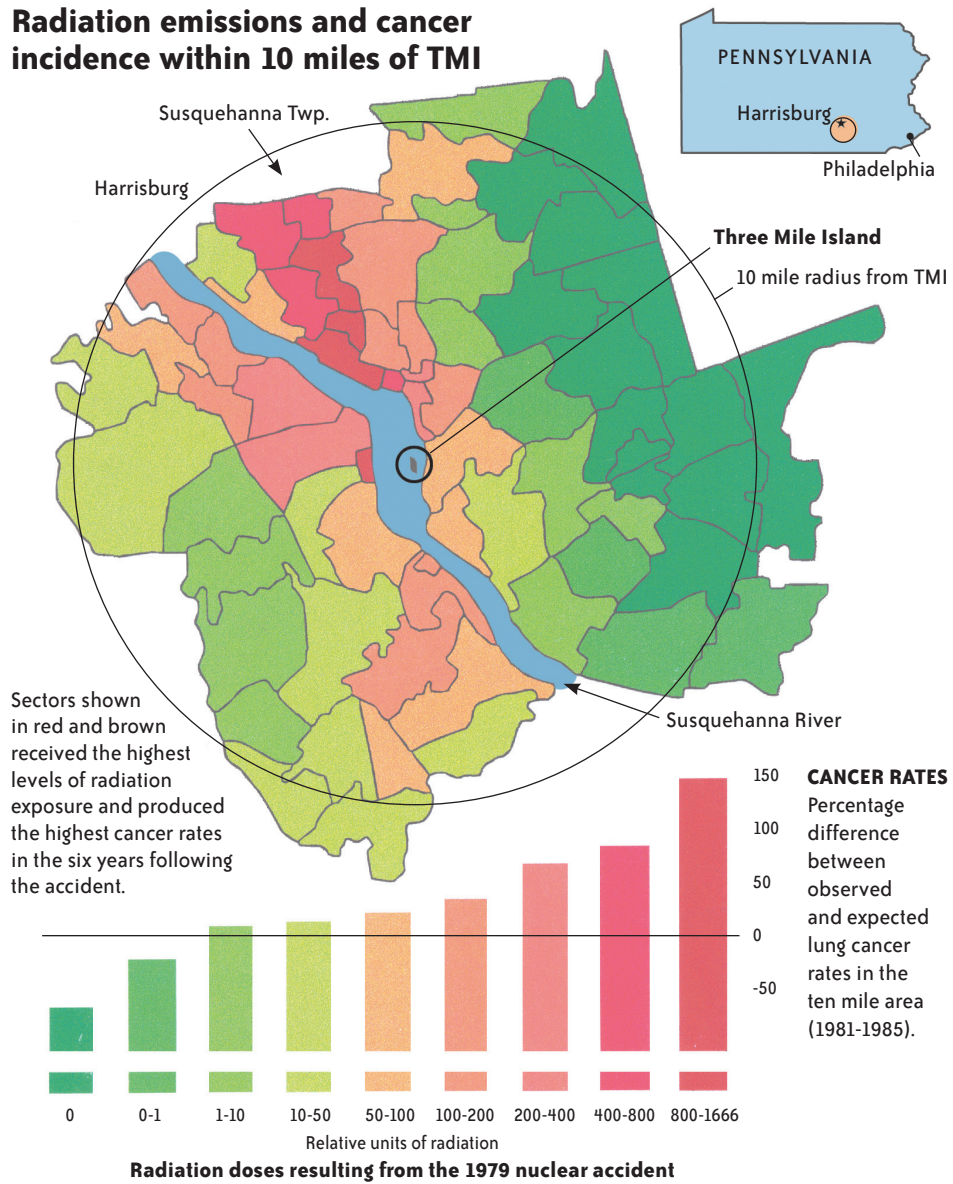 Radiation emissions and cancer
incidence within 10 miles of TMI
PENNSYLVANIA
Harrisburg
Philadelphia
Susquehanna Twp.
Harrisburg
Three Mile Island
10 mile radius from TMI
Susquehanna River
Sectors shown
in red and brown
received the highest
levels of radiation
exposure and produced
the highest cancer rates
in the six years following
the accident.
150
100
50
0
-50
CANCER RATES
Percentage
difference
between
observed
and expected
lung cancer
rates in the
ten mile area
(1981-1985).
0
0-1
1-10
10-50
50-100
100-200
200-400
400-800
800-1666
Relative units of radiation
Radiation doses resulting from the 1979 nuclear accident